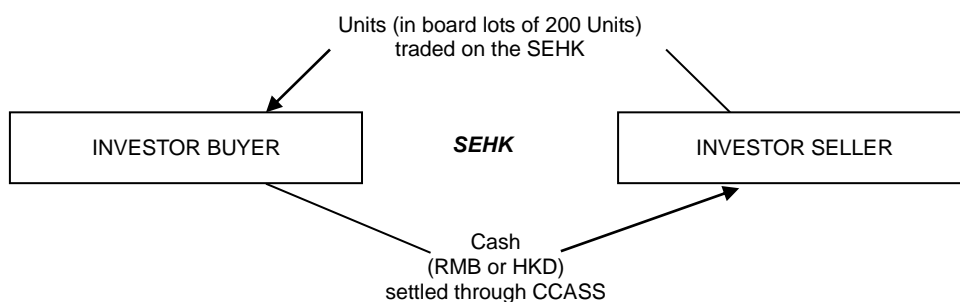 Units (in board lots of 200 Units)
traded on the SEHK
INVESTOR BUYER
SEHK
INVESTOR SELLER
Cash
(RMB or HKD)
settled through CCASS